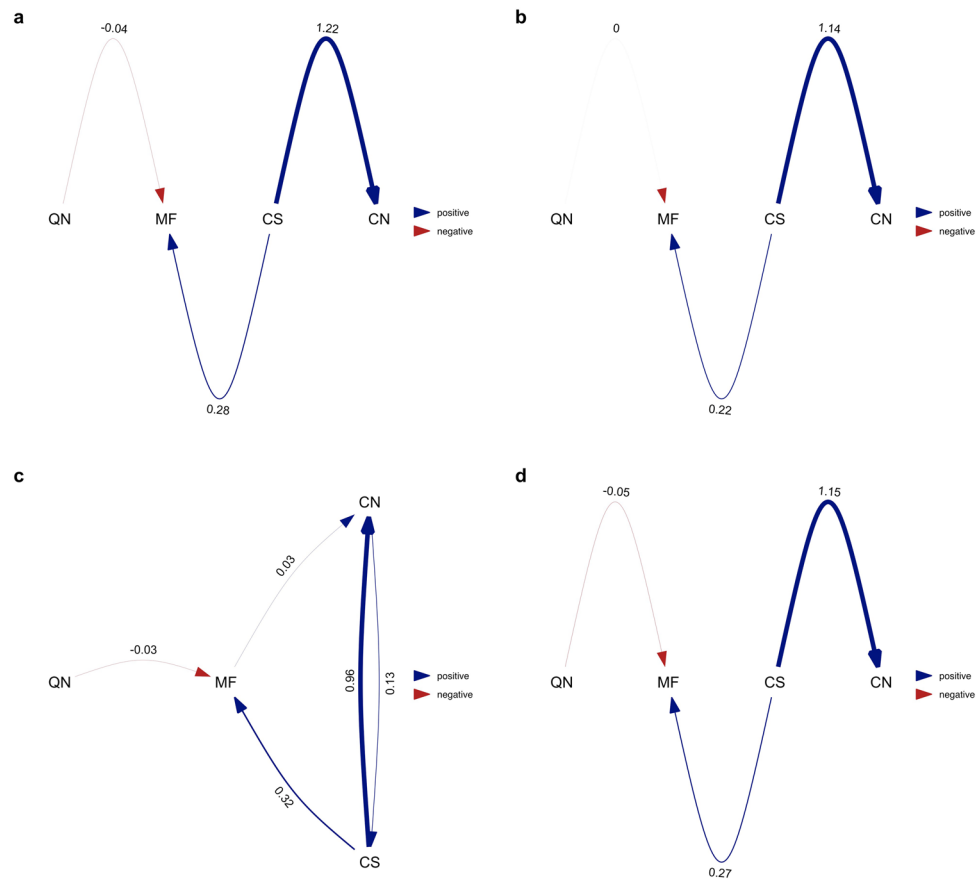 a
-0.04
1.22
QN
MF
CS
CN
positive
negative
0.28
b
0
1.14
QN
MF
CS
CN
positive
negative
0.22
c
CN
0.03
-0.03
QN
MF
0.96
0.13
positive
negative
0.32
CS
d
-0.05
1.15
QN
MF
CS
CN
positive
negative
0.27